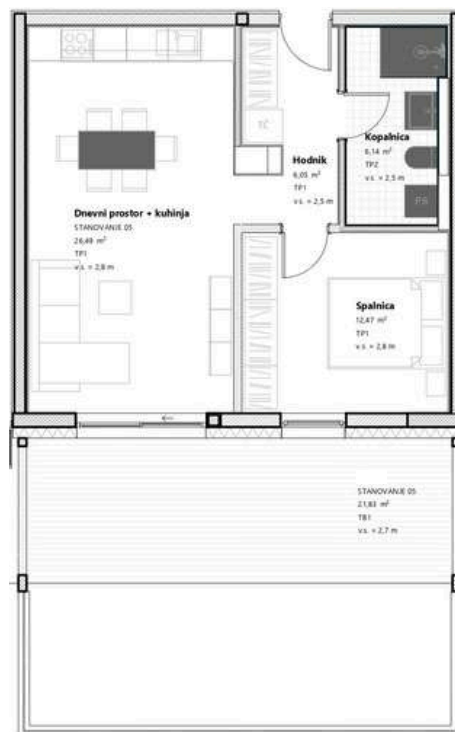 Kopalnica
6,14 m²
TP2
v.s. = 2,5 m
TČ
Hodnik
6,05 m²
TP1
v.s. = 2,5 m
PS
Dnevni prostor + kuhinja
STANOVANJE 05
26,49 m²
TP1
v.s. = 2,8 m
Spalnica
12,47 m²
TP1
v.s. = 2,8 m
STANOVANJE 05
21,83 m²
TB1
v.s. = 2,7 m